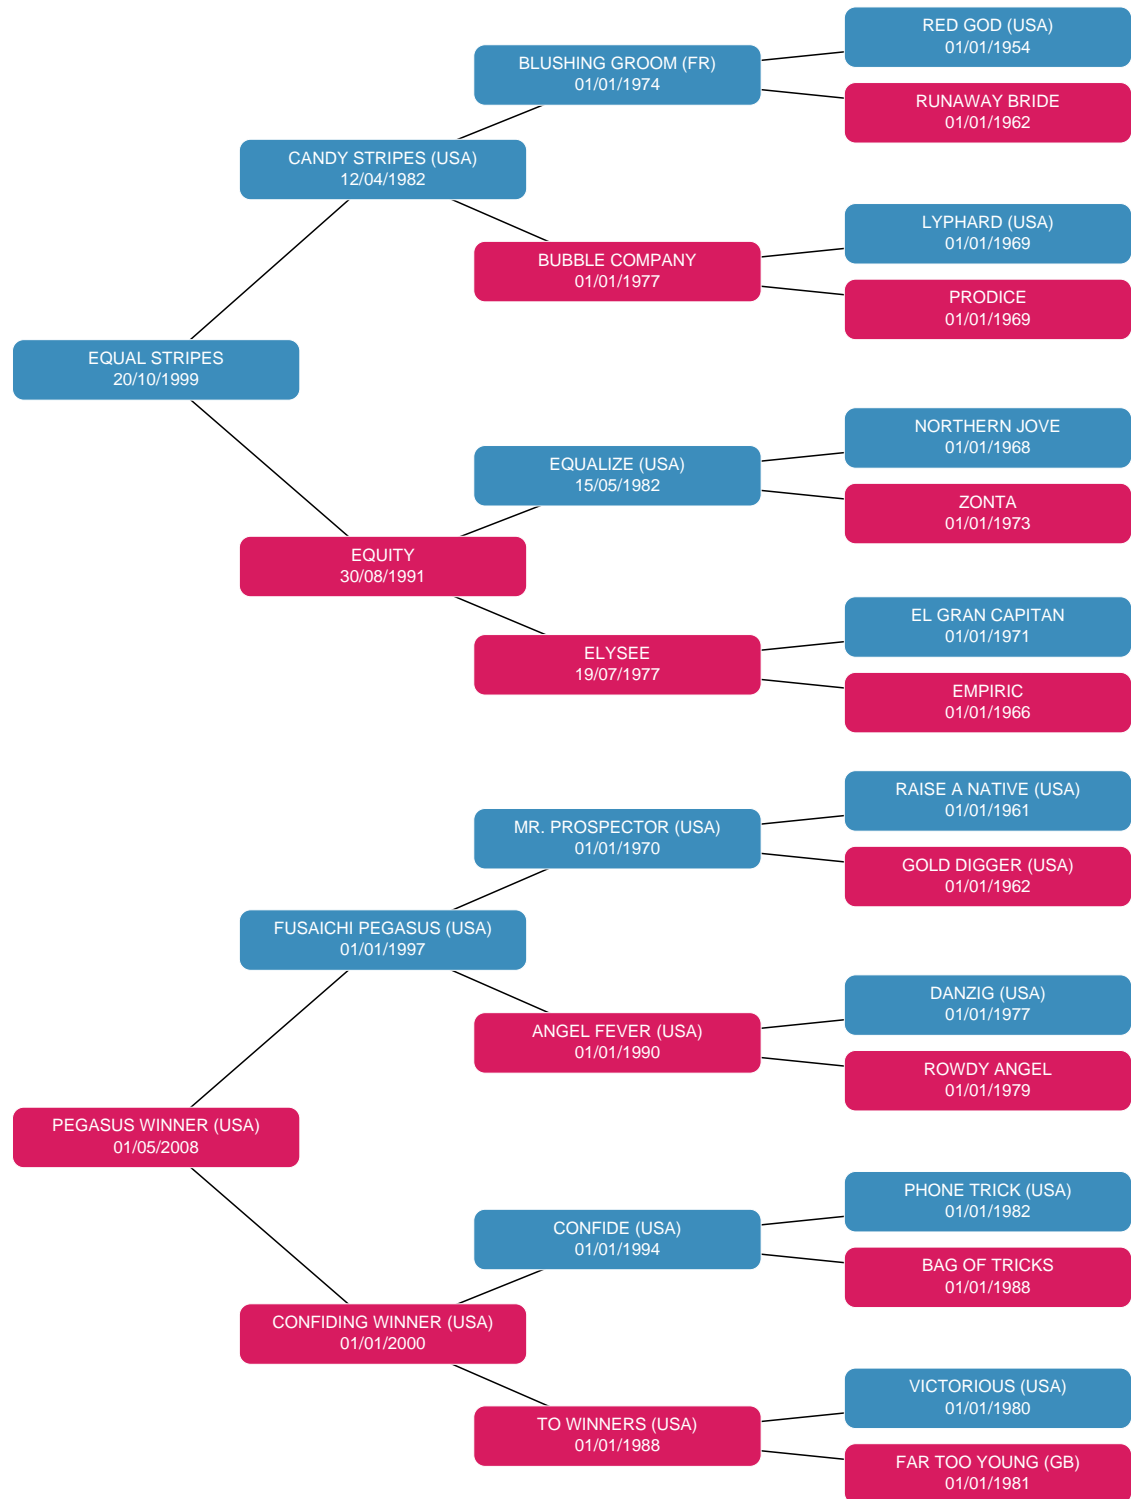 RED GOD (USA)
01/01/1954
BLUSHING GROOM (FR)
01/01/1974
RUNAWAY BRIDE
01/01/1962
CANDY STRIPES (USA)
12/04/1982
LYPHARD (USA)
01/01/1969
BUBBLE COMPANY
01/01/1977
PRODICE
01/01/1969
EQUAL STRIPES
20/10/1999
NORTHERN JOVE
01/01/1968
EQUALIZE (USA)
15/05/1982
ZONTA
01/01/1973
EQUITY
30/08/1991
EL GRAN CAPITAN
01/01/1971
ELYSEE
19/07/1977
EMPIRIC
01/01/1966
RAISE A NATIVE (USA)
01/01/1961
MR. PROSPECTOR (USA)
01/01/1970
GOLD DIGGER (USA)
01/01/1962
FUSAICHI PEGASUS (USA)
01/01/1997
DANZIG (USA)
01/01/1977
ANGEL FEVER (USA)
01/01/1990
ROWDY ANGEL
01/01/1979
PEGASUS WINNER (USA)
01/05/2008
PHONE TRICK (USA)
01/01/1982
CONFIDE (USA)
01/01/1994
BAG OF TRICKS
01/01/1988
CONFIDING WINNER (USA)
01/01/2000
VICTORIOUS (USA)
01/01/1980
TO WINNERS (USA)
01/01/1988
FAR TOO YOUNG (GB)
01/01/1981